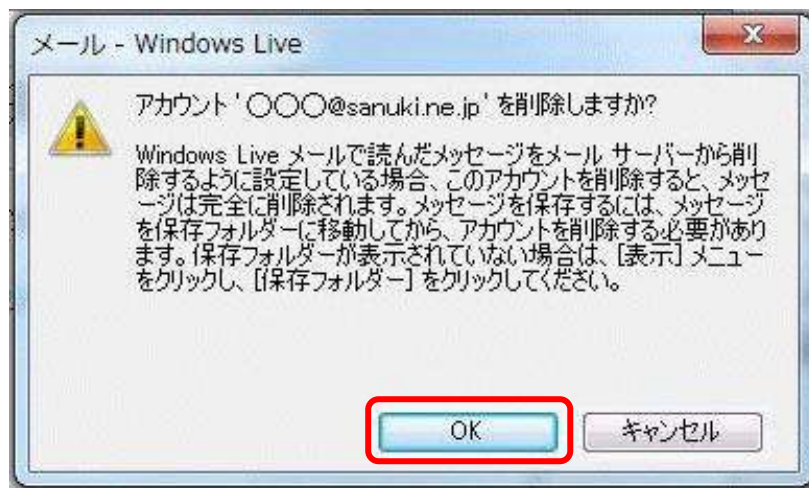 メール - Windows Live
アカウント'〇〇〇@sanuki.ne.jp'を削除しますか?
Windows Live メールで読んだメッセージをメール サーバーから削
除するように設定している場合、このアカウントを削除すると、メッセ
ージは完全に削除されます。メッセージを保存するには、メッセージ
を保存フォルダーに移動してから、アカウントを削除する必要があり
ます。保存フォルダーが表示されていない場合は、[表示] メニュー
をクリックし、[保存フォルダー] をクリックしてください。
OK
キャンセル